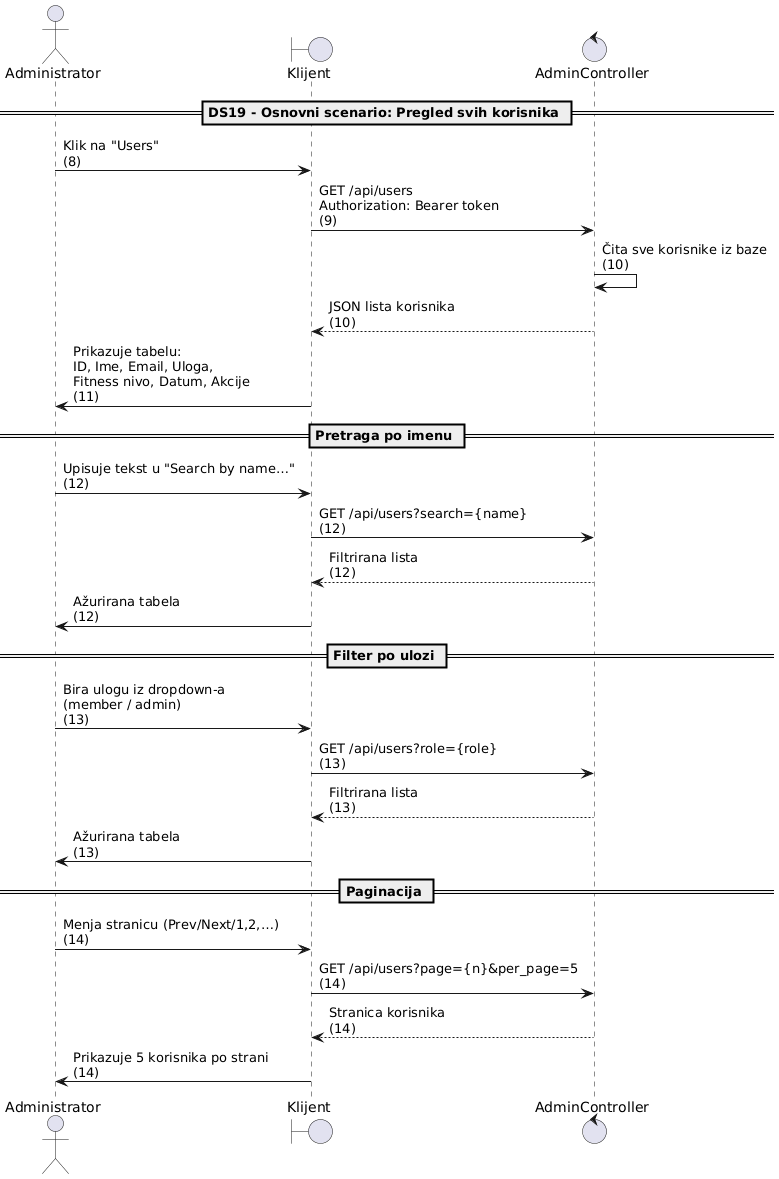 Administrator
Klijent
AdminController
DS19 - Osnovni scenario: Pregled svih korisnika
Klik na "Users"
(8)
GET /api/users
Authorization: Bearer token
(9)
Čita sve korisnike iz baze
(10)
JSON lista korisnika
(10)
Prikazuje tabelu:
ID, Ime, Email, Uloga,
Fitness nivo, Datum, Akcije
(11)
Pretraga po imenu
Upisuje tekst u "Search by name..."
(12)
GET /api/users?search={name}
(12)
Filtrirana lista
(12)
Ažurirana tabela
(12)
Filter po ulozi
Bira ulogu iz dropdown-a
(member / admin)
(13)
GET /api/users?role={role}
(13)
Filtrirana lista
(13)
Ažurirana tabela
(13)
Paginacija
Menja stranicu (Prev/Next/1,2,...)
(14)
GET /api/users?page={n}&per_page=5
(14)
Stranica korisnika
(14)
Prikazuje 5 korisnika po strani
(14)
Administrator
Klijent
AdminController